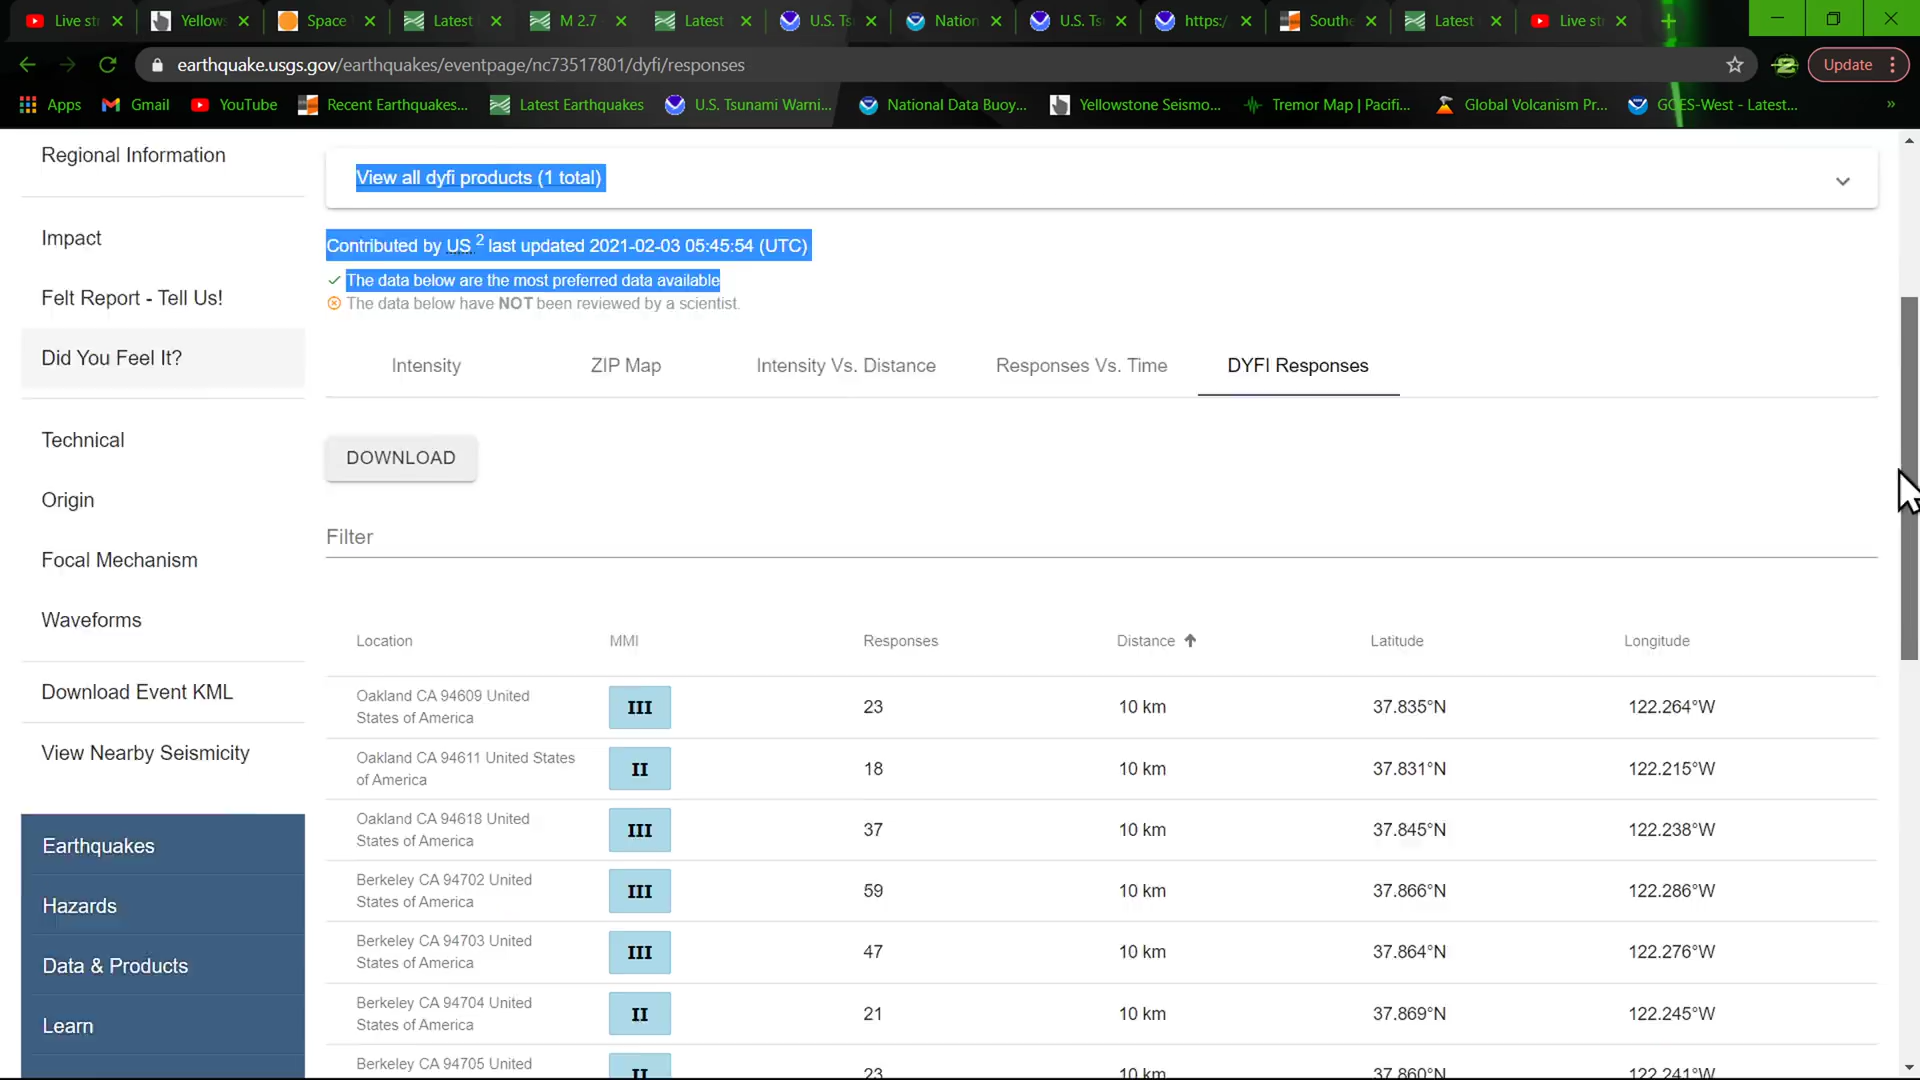 Live st
Yellows
Space
Latest
M 2.7
Latest
U.S. Ts
Nation
U.S. Ts
https:/
Southe
Latest
Live st
earthquake.usgs.gov/earthquakes/eventpage/nc73517801/dyfi/responses
Update
Apps
Gmail
YouTube
Recent Earthquakes...
Latest Earthquakes
U.S. Tsunami Warni...
National Data Buoy...
Yellowstone Seismo...
Tremor Map | Pacifi...
Global Volcanism Pr...
GOES-West - Latest...
»
Regional Information
Impact
Felt Report - Tell Us!
Did You Feel It?
Technical
Origin
Focal Mechanism
Waveforms
Download Event KML
View Nearby Seismicity
Earthquakes
Hazards
Data & Products
Learn
View all dyfi products (1 total)
Contributed by US 2 last updated 2021-02-03 05:45:54 (UTC)
The data below are the most preferred data available
The data below have NOT been reviewed by a scientist.
Intensity ZIP Map Intensity Vs. Distance Responses Vs. Time DYFI Responses
DOWNLOAD
Filter
Location MMI Responses Distance Latitude Longitude
Oakland CA 94609 United
States of America
III 23 10 km 37.835°N 122.264°W
Oakland CA 94611 United States
of America
II 18 10 km 37.831°N 122.215°W
Oakland CA 94618 United
States of America
III 37 10 km 37.845°N 122.238°W
Berkeley CA 94702 United
States of America
III 59 10 km 37.866°N 122.286°W
Berkeley CA 94703 United
States of America
III 47 10 km 37.864°N 122.276°W
Berkeley CA 94704 United
States of America
II 21 10 km 37.869°N 122.245°W
Berkeley CA 94705 United
II 23 10 km 37.860°N 122.241°W